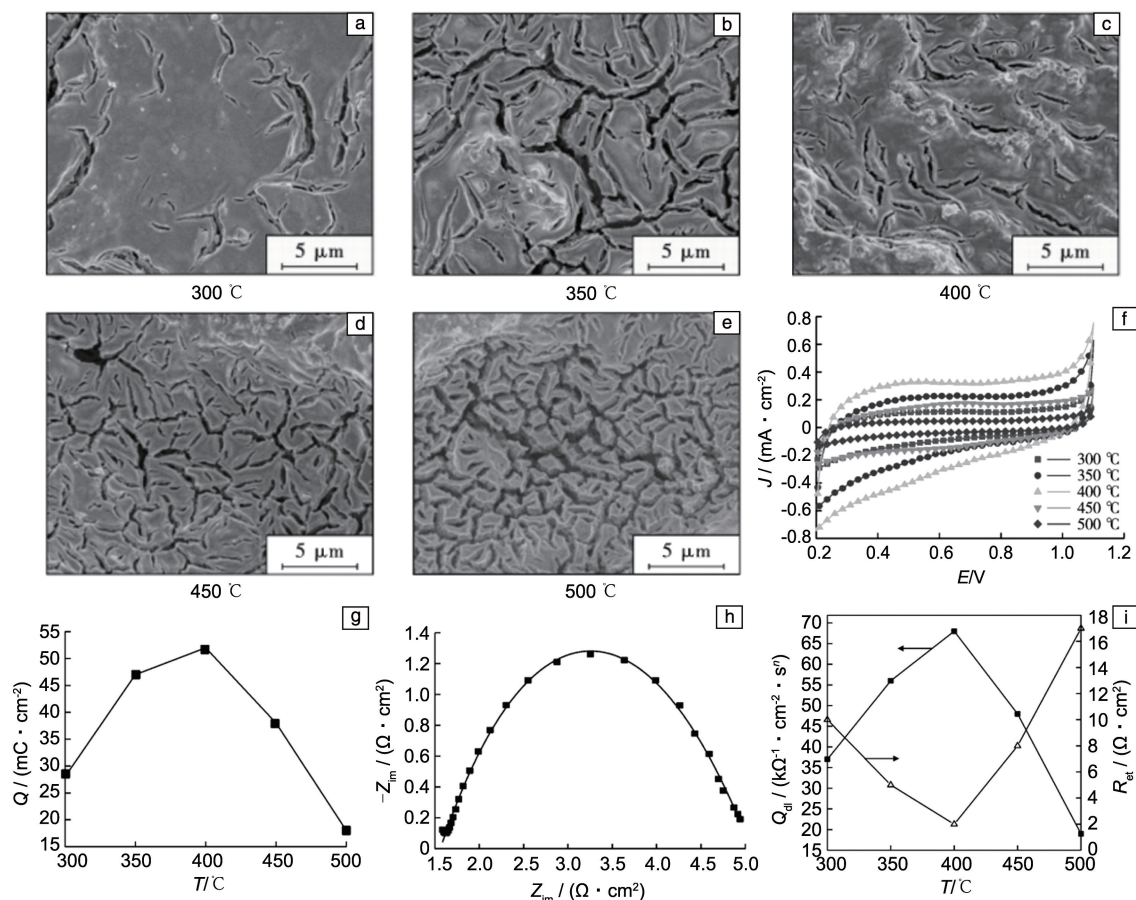 a
5 μm
300 ℃
b
5 μm
350 ℃
c
5 μm
400 ℃
d
5 μm
450 ℃
e
5 μm
500 ℃
f
J / (mA · cm-2)
0.8
0.6
0.4
0.2
0
-0.2
-0.4
-0.6
-0.8
300 ℃
350 ℃
400 ℃
450 ℃
500 ℃
0.2 0.4 0.6 0.8 1.0 1.2
E/V
g
Q / (mC · cm-2)
55
50
45
40
35
30
25
20
15
300 350 400 450 500
T/℃
h
-Zim / (Ω · cm2)
1.4
1.2
1.0
0.8
0.6
0.4
0.2
0
1.5 2.0 2.5 3.0 3.5 4.0 4.5 5.0
Zim / (Ω · cm2)
i
Qdl / (kΩ-1 · cm-2 · sn)
70
65
60
55
50
45
40
35
30
25
20
15
18
16
14
12
10
8
6
4
2
0
Ret / (Ω · cm2)
300 350 400 450 500
T/℃